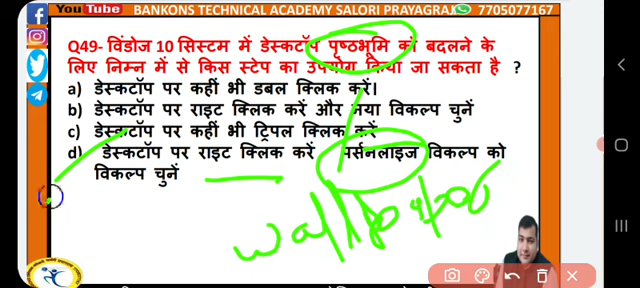 You Tube BANKONS TECHNICAL ACADEMY SALORI PRAYAGRAJ 7705077167
Q49- विंडोज 10 सिस्टम में डेस्कटॉप पृष्ठभूमि को बदलने के
लिए निम्न में से किस स्टेप का उपयोग किया जा सकता है ?
a) डेस्कटॉप पर कहीं भी डबल क्लिक करें।
b) डेस्कटॉप पर राइट क्लिक करें और नया विकल्प चुनें
c) डेस्कटॉप पर कहीं भी ट्रिपल क्लिक करें
d) डेस्कटॉप पर राइट क्लिक करें पर्सनलाइज विकल्प को
विकल्प चुनें